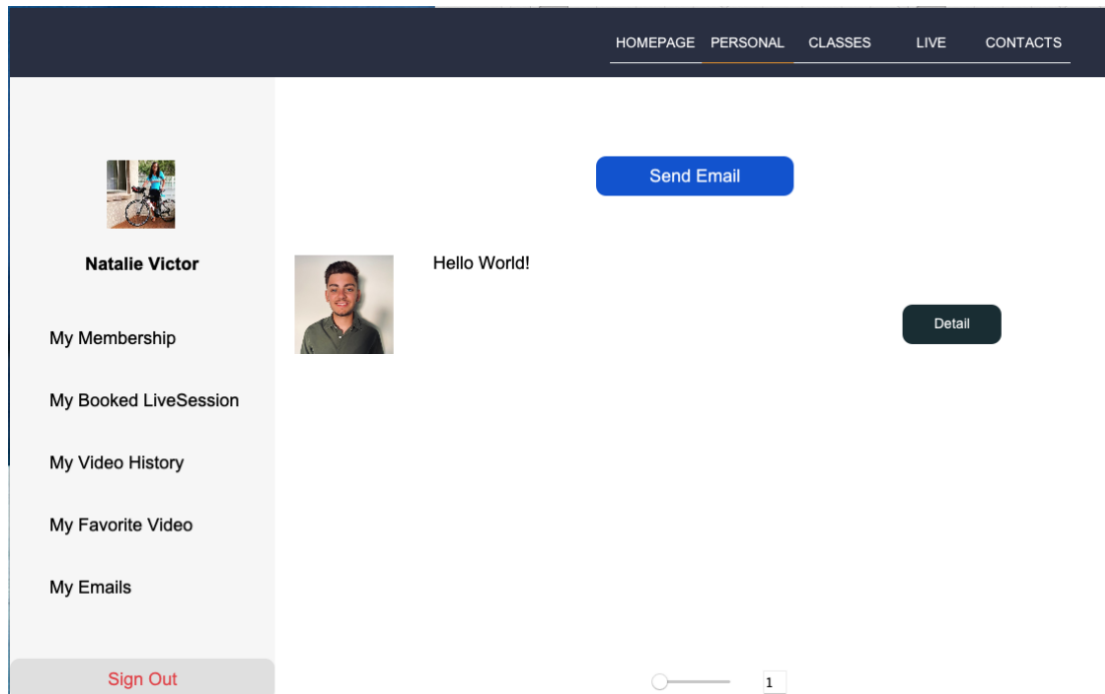 HOMEPAGE PERSONAL CLASSES LIVE CONTACTS
Send Email
Natalie Victor
Hello World!
Detail
My Membership
My Booked LiveSession
My Video History
My Favorite Video
My Emails
Sign Out
1